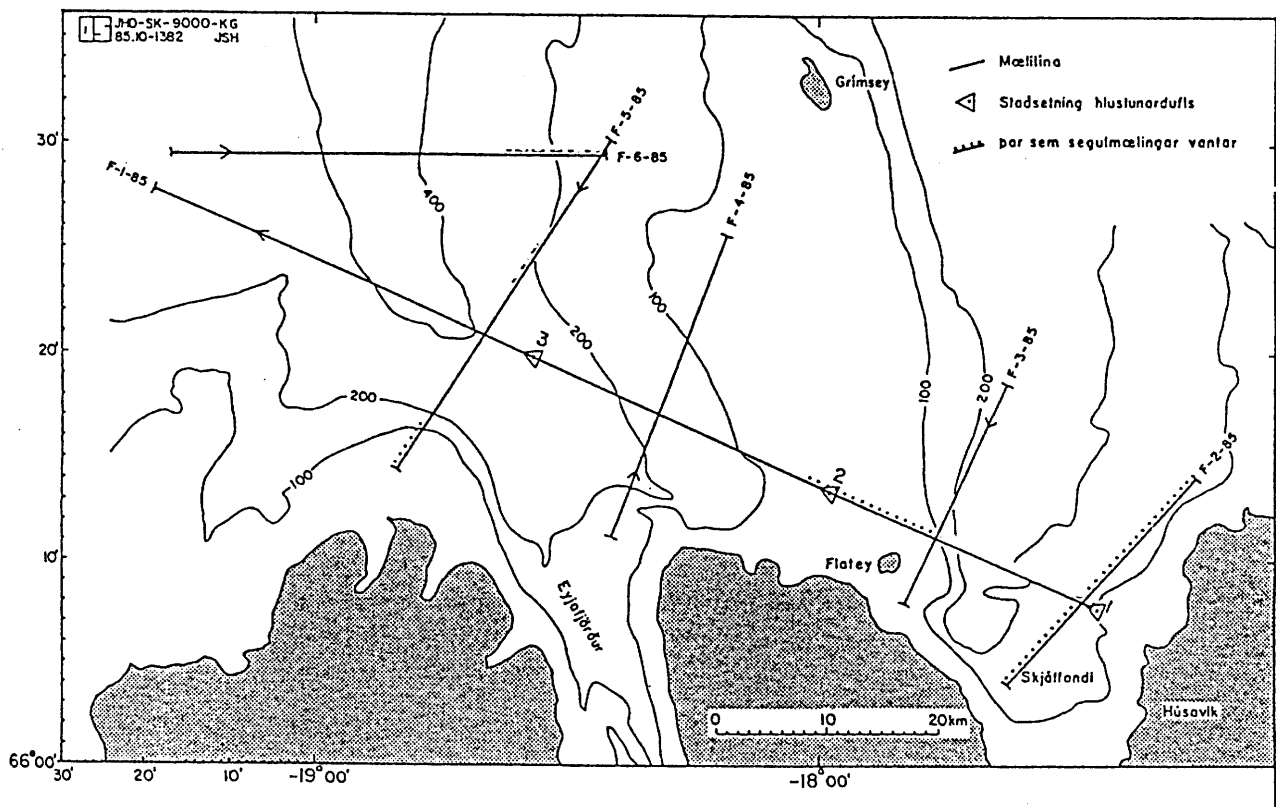 JHD-SK-9000-KG
85.10-1382 JSH
Mælilína
Staðsetning hlustunardufls
Þar sem segulmælingar vantar
Grímsey
F-5-85
F-6-85
F-1-85
F-4-85
F-3-85
F-2-85
400
200
100
200
100
100
200
3
2
1
Flatey
Eyjafjörður
Skjálfandi
Húsavík
0 10 20km
30'
20'
10'
66°00'
30' 20' 10' -19°00' -18°00'